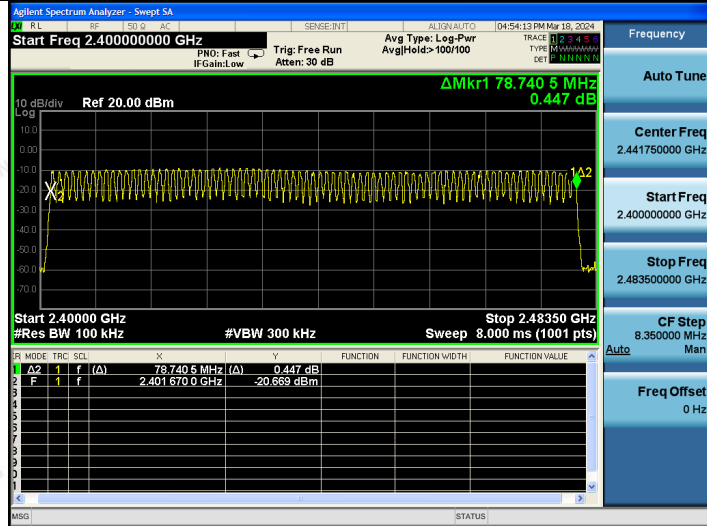 Agilent Spectrum Analyzer - Swept SA
LXI RL RF 50 Ω AC SENSE:INT ALIGN AUTO 04:54:13 PM Mar 18, 2024
Start Freq 2.400000000 GHz
PNO: Fast
IFGain:Low
Trig: Free Run
Atten: 30 dB
Avg Type: Log-Pwr
Avg|Hold:>100/100
TRACE 1 2 3 4 5 6
TYPE M
DET P N N N N N
ΔMkr1 78.740 5 MHz
0.447 dB
10 dB/div Ref 20.00 dBm
Log
10.0
0.00
-10.0
-20.0
-30.0
-40.0
-50.0
-60.0
-70.0
X2
1Δ2
Start 2.40000 GHz Stop 2.48350 GHz
#Res BW 100 kHz #VBW 300 kHz Sweep 8.000 ms (1001 pts)
MODE TRC SCL X Y FUNCTION FUNCTION WIDTH FUNCTION VALUE
1 Δ2 1 f (Δ) 78.740 5 MHz (Δ) 0.447 dB
2 F 1 f 2.401 670 0 GHz -20.669 dBm
3
4
5
6
7
8
9
MSG STATUS
Frequency
Auto Tune
Center Freq
2.441750000 GHz
Start Freq
2.400000000 GHz
Stop Freq
2.483500000 GHz
CF Step
8.350000 MHz
Auto Man
Freq Offset
0 Hz